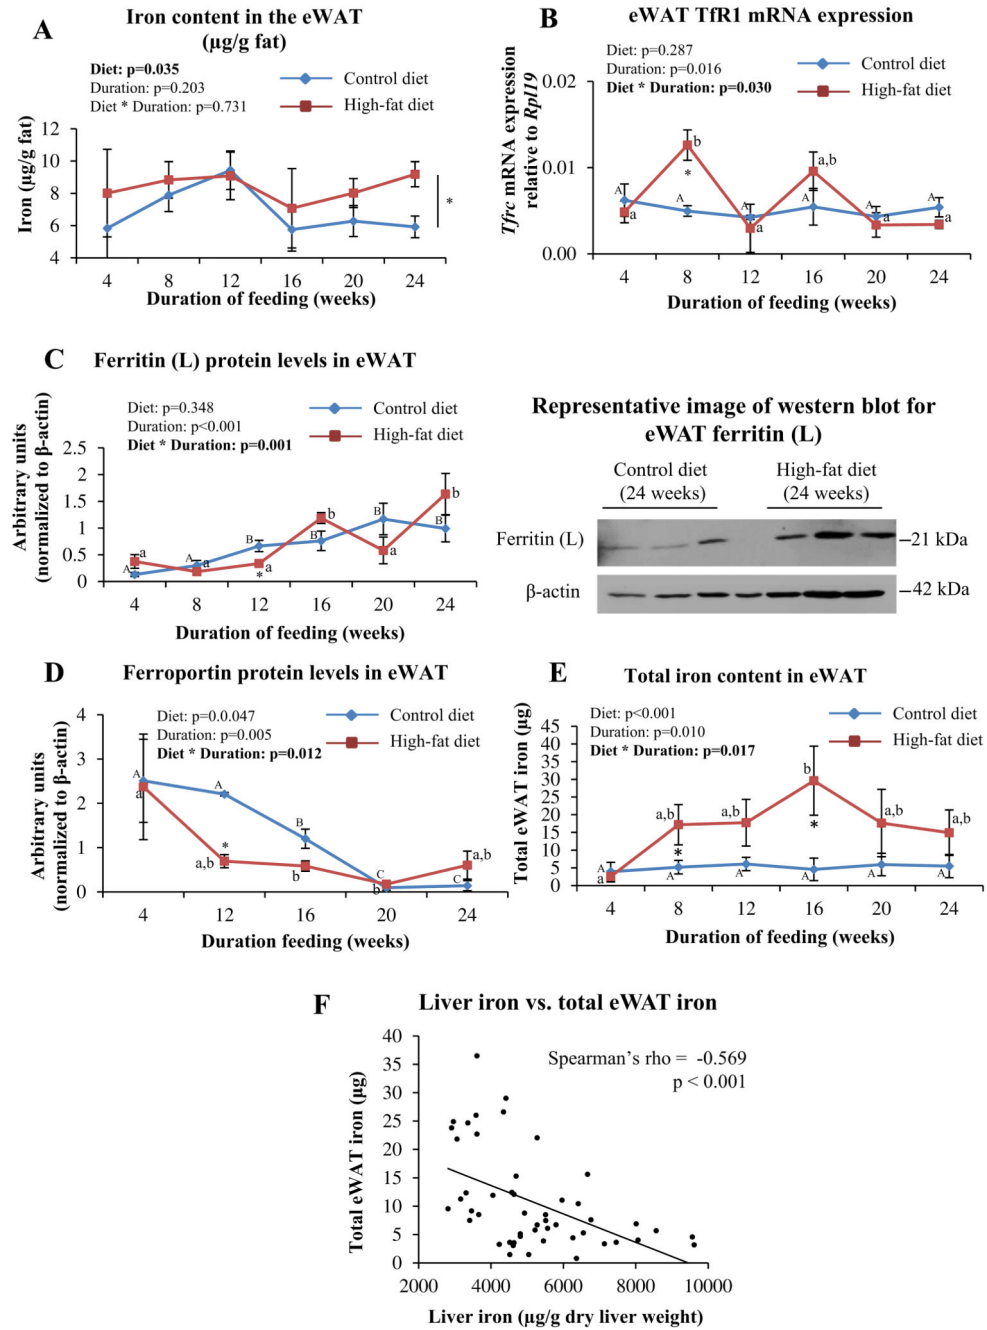 A
Iron content in the eWAT
(µg/g fat)
Diet: p=0.035
Duration: p=0.203
Diet * Duration: p=0.731
Control diet
High-fat diet
Iron (µg/g fat)
12
10
8
6
4
*
4 8 12 16 20 24
Duration of feeding (weeks)
B
eWAT TfR1 mRNA expression
Diet: p=0.287
Duration: p=0.016
Diet * Duration: p=0.030
Control diet
High-fat diet
Tfrc mRNA expression
relative to Rpl19
0.02
0.01
0.00
A A A A A A
a b a a,b a a
*
4 8 12 16 20 24
Duration of feeding (weeks)
C
Ferritin (L) protein levels in eWAT
Diet: p=0.348
Duration: p<0.001
Diet * Duration: p=0.001
Control diet
High-fat diet
Arbitrary units
(normalized to β-actin)
2.5
2
1.5
1
0.5
0
A A B B B B
a a a b a b
*
4 8 12 16 20 24
Duration of feeding (weeks)
Representative image of western blot for
eWAT ferritin (L)
Control diet
(24 weeks)
High-fat diet
(24 weeks)
Ferritin (L)
–21 kDa
β-actin
–42 kDa
D
Ferroportin protein levels in eWAT
Diet: p=0.0.047
Duration: p=0.005
Diet * Duration: p=0.012
Control diet
High-fat diet
Arbitrary units
(normalized to β-actin)
4
3
2
1
0
A A B C C
a a,b b b a,b
*
4 12 16 20 24
Duration feeding (weeks)
E
Total iron content in eWAT
Diet: p<0.001
Duration: p=0.010
Diet * Duration: p=0.017
Control diet
High-fat diet
Total eWAT iron (µg)
45
40
35
30
25
20
15
10
5
0
A A A A A A
a a,b a,b b a,b a,b
* *
4 8 12 16 20 24
Duration of feeding (weeks)
F
Liver iron vs. total eWAT iron
Spearman's rho = -0.569
p < 0.001
Total eWAT iron (µg)
40
35
30
25
20
15
10
5
0
2000 4000 6000 8000 10000
Liver iron (µg/g dry liver weight)